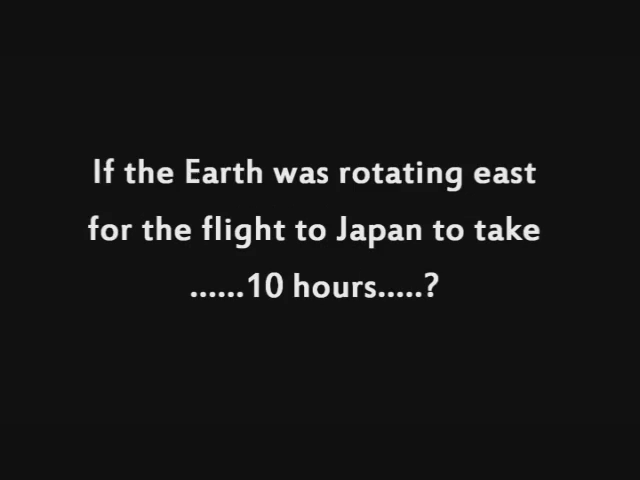 If the Earth was rotating east
for the flight to Japan to take
......10 hours.....?